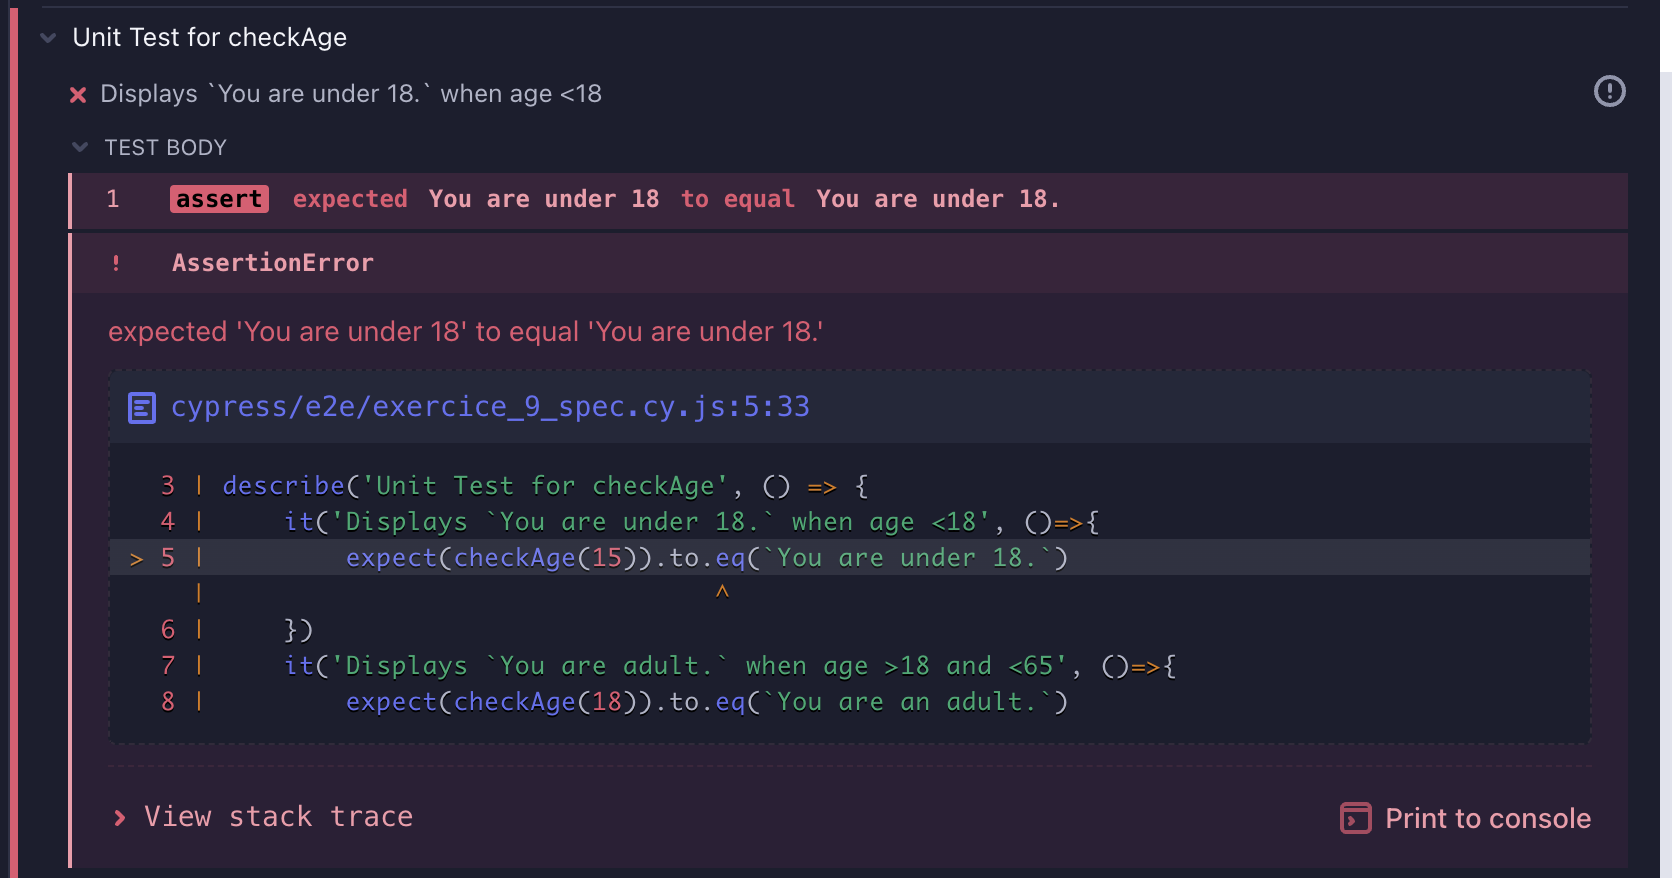 Unit Test for checkAge
Displays `You are under 18.` when age <18
TEST BODY
1 assert expected You are under 18 to equal You are under 18.
! AssertionError
expected 'You are under 18' to equal 'You are under 18.'
cypress/e2e/exercice_9_spec.cy.js:5:33
3 | describe('Unit Test for checkAge', () => {
4 |     it('Displays `You are under 18.` when age <18', ()=>{
> 5 |         expect(checkAge(15)).to.eq(`You are under 18.`)
|                                 ^
6 |     })
7 |     it('Displays `You are adult.` when age >18 and <65', ()=>{
8 |         expect(checkAge(18)).to.eq(`You are an adult.`)
View stack trace
Print to console